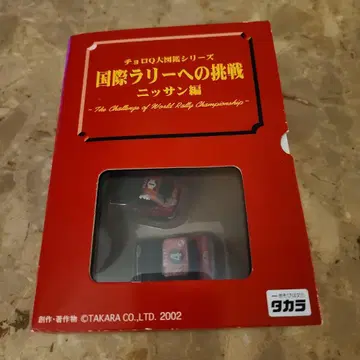 チョロQ大図鑑シリーズ
国際ラリーへの挑戦
ニッサン編
~The Challenge of World Rally Championship~
創作・著作物 ©TAKARA CO.,LTD. 2002
タカラ